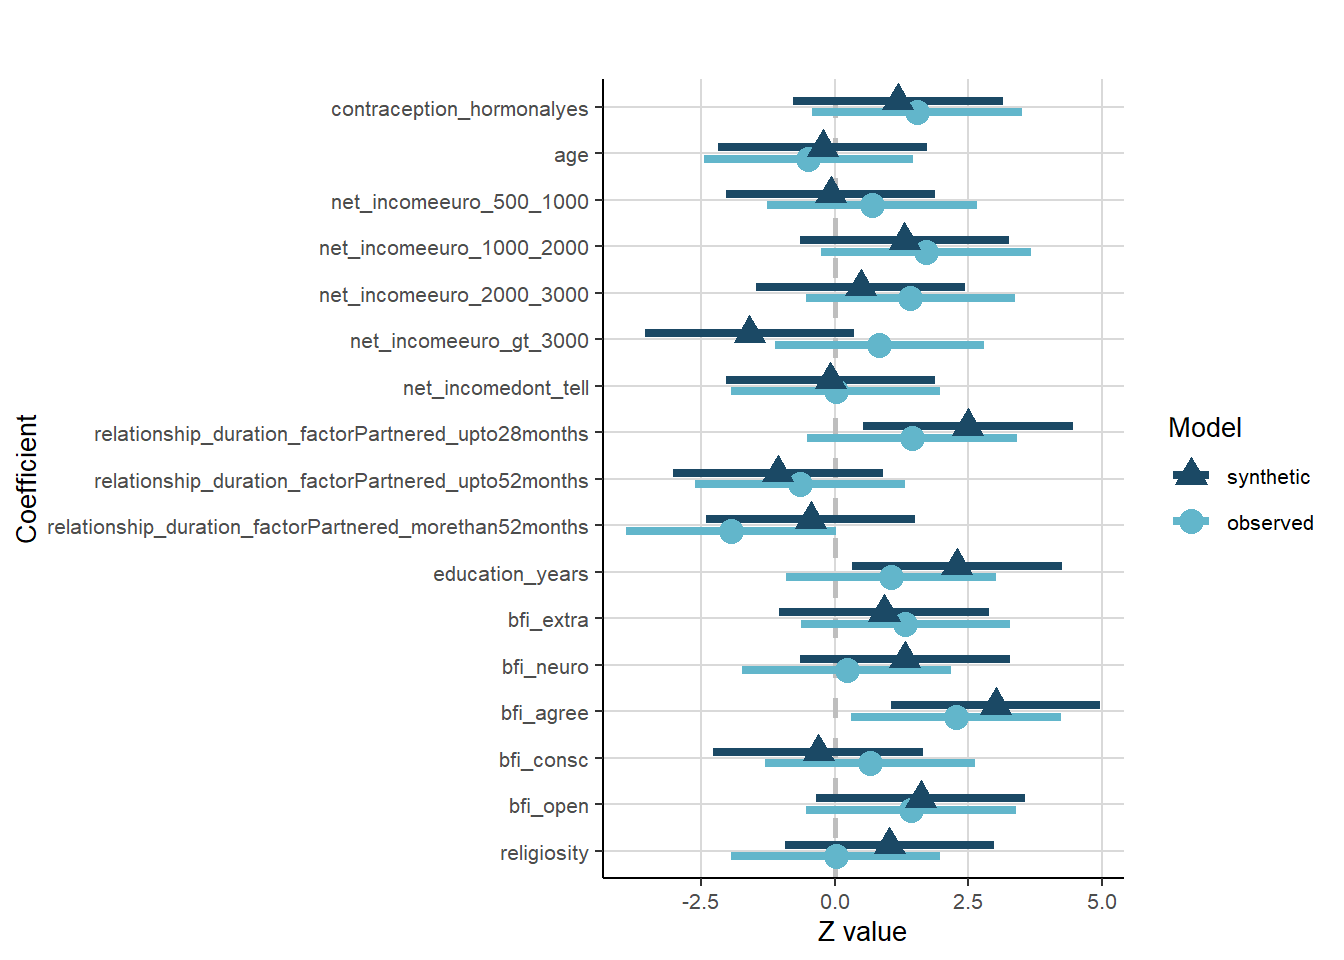 contraception_hormonalyes
age
net_incomeeuro_500_1000
net_incomeeuro_1000_2000
net_incomeeuro_2000_3000
net_incomeeuro_gt_3000
net_incomedont_tell
relationship_duration_factorPartnered_upto28months
relationship_duration_factorPartnered_upto52months
relationship_duration_factorPartnered_morethan52months
education_years
bfi_extra
bfi_neuro
bfi_agree
bfi_consc
bfi_open
religiosity
Coefficient
-2.5 0.0 2.5 5.0
Z value
Model
synthetic
observed